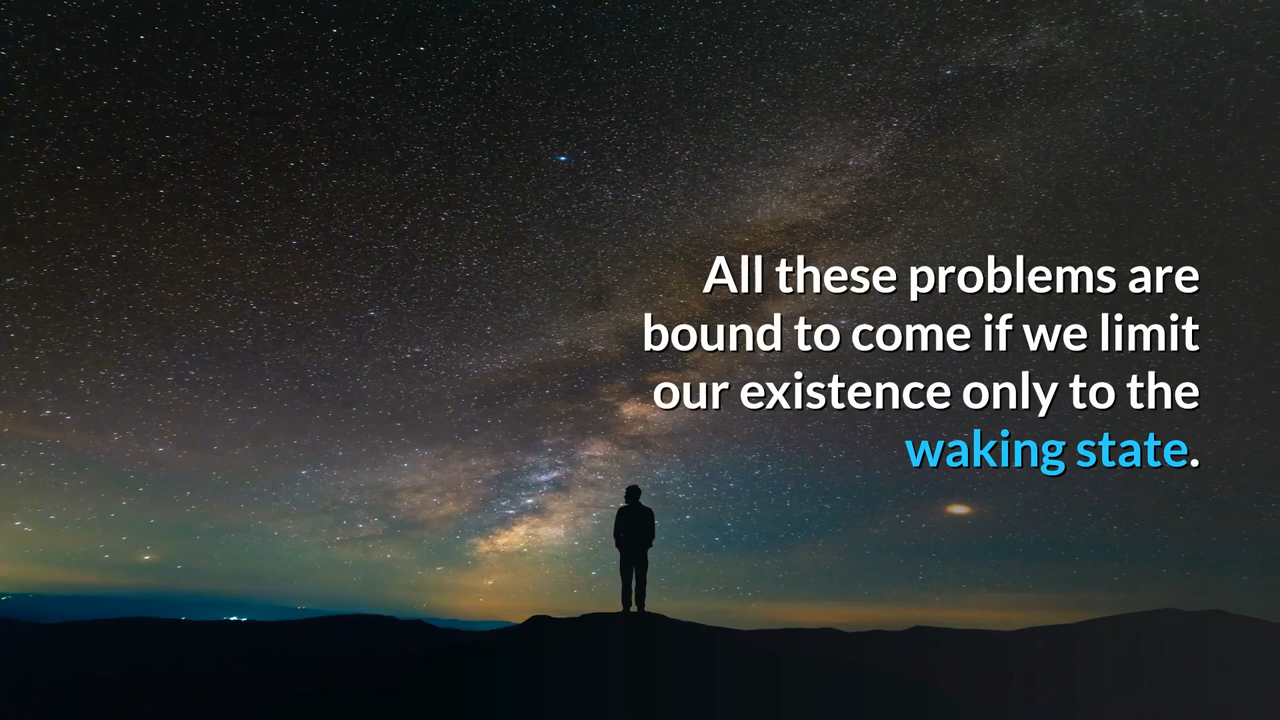 All these problems are
bound to come if we limit
our existence only to the
waking state.